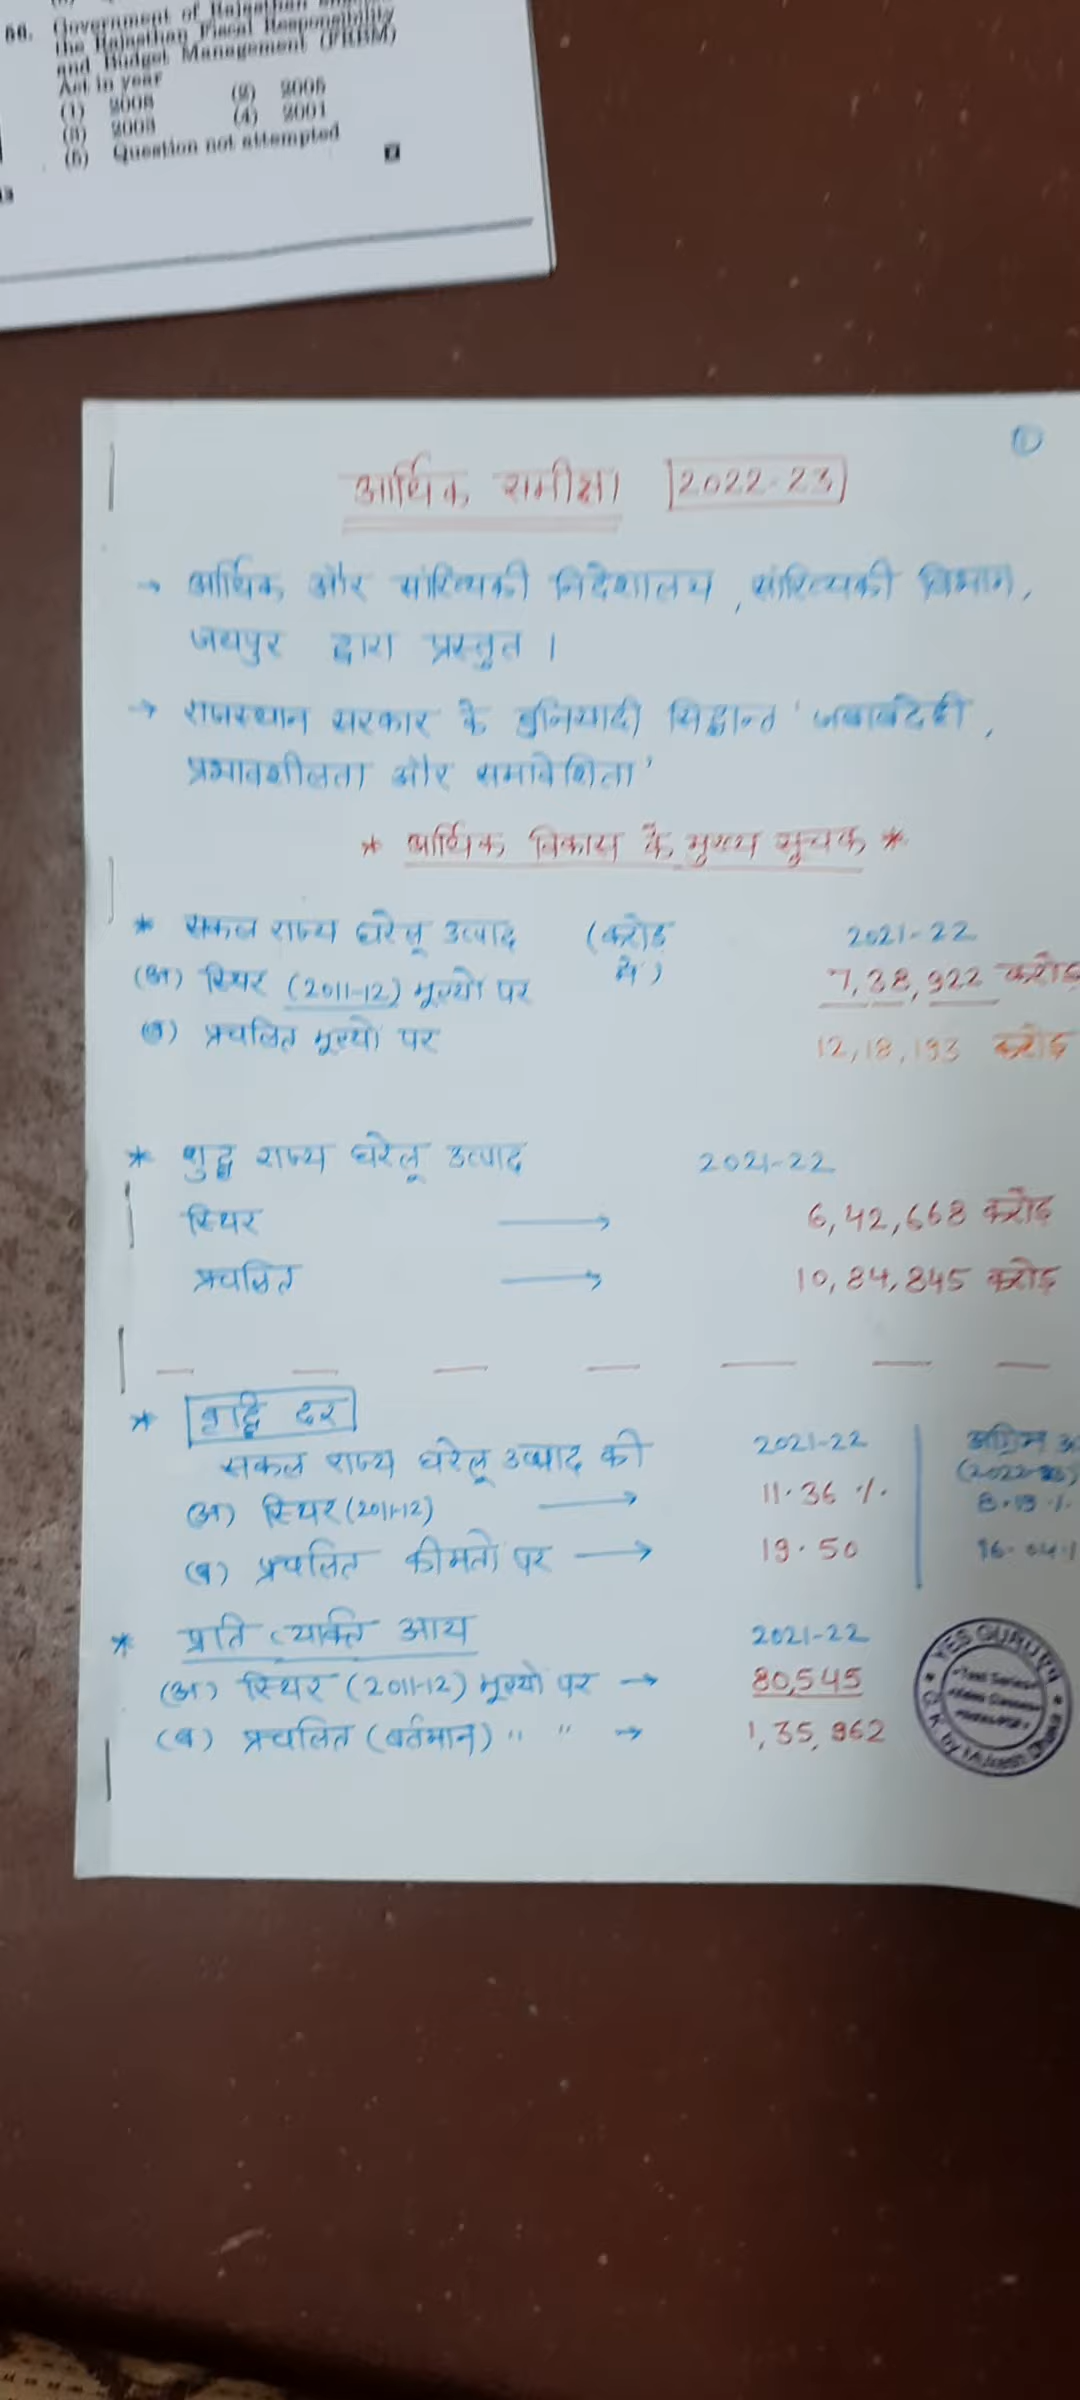 56. Government of Rajasthan
the Rajasthan Fiscal Responsibility
and Budget Management (FRBM)
Act in year
(1) 2008 (2) 2005
(3) 2003 (4) 2001
(5) Question not attempted
1
आर्थिक समीक्षा 2022-23
→ आर्थिक और सांख्यिकी निदेशालय, सांख्यिकी विभाग,
जयपुर द्वारा प्रस्तुत।
→ राजस्थान सरकार के बुनियादी सिद्धान्त 'जवाबदेही,
प्रभावशीलता और समावेशिता'
* आर्थिक विकास के मुख्य सूचक *
* सकल राज्य घरेलू उत्पाद (करोड़ में) 2021-22
(अ) स्थिर (2011-12) मूल्यों पर 7,38,922 करोड़
(ब) प्रचलित मूल्यों पर 12,18,193 करोड़
* शुद्ध राज्य घरेलू उत्पाद 2021-22
स्थिर → 6,42,668 करोड़
प्रचलित → 10,84,845 करोड़
* वृद्धि दर
सकल राज्य घरेलू उत्पाद की 2021-22 अग्रिम
(अ) स्थिर (2011-12) → 11.36 % 8.19 %
(ब) प्रचलित कीमतों पर → 19.50 16.04
* प्रति व्यक्ति आय 2021-22
(अ) स्थिर (2011-12) मूल्यों पर → 80,545
(ब) प्रचलित (वर्तमान) " " → 1,35,962
YES GURUJI
G.K. by Mukesh